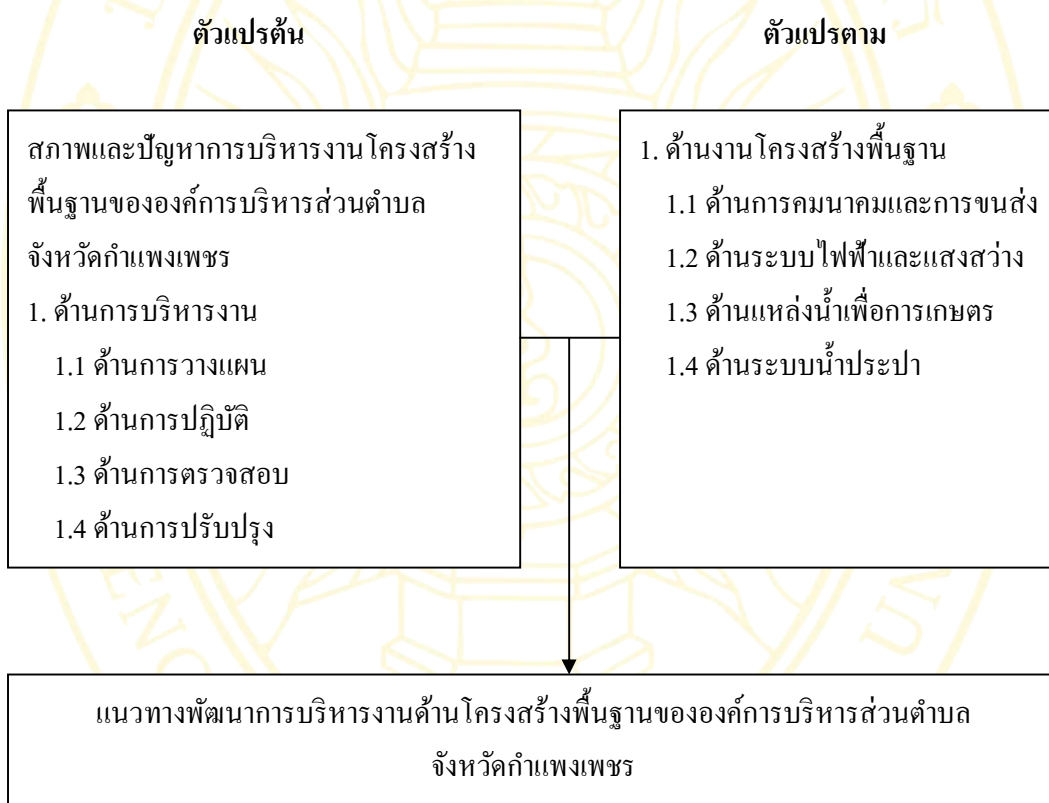 ตัวแปรต้น
ตัวแปรตาม
สภาพและปัญหาการบริหารงานโครงสร้าง
พื้นฐานขององค์การบริหารส่วนตำบล
จังหวัดกำแพงเพชร
1. ด้านการบริหารงาน
1.1 ด้านการวางแผน
1.2 ด้านการปฏิบัติ
1.3 ด้านการตรวจสอบ
1.4 ด้านการปรับปรุง
1. ด้านงานโครงสร้างพื้นฐาน
1.1 ด้านการคมนาคมและการขนส่ง
1.2 ด้านระบบไฟฟ้าและแสงสว่าง
1.3 ด้านแหล่งน้ำเพื่อการเกษตร
1.4 ด้านระบบน้ำประปา
แนวทางพัฒนาการบริหารงานด้านโครงสร้างพื้นฐานขององค์การบริหารส่วนตำบล
จังหวัดกำแพงเพชร